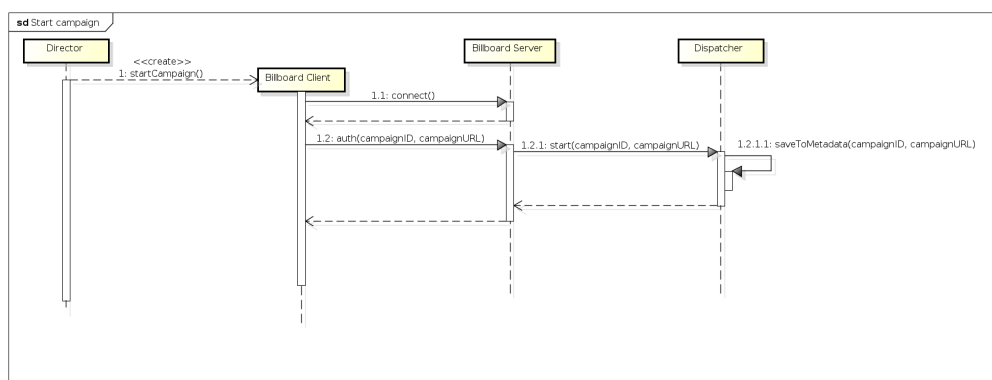 sd Start campaign
Director
Billboard Server
Dispatcher
<<create>>
1: startCampaign()
Billboard Client
1.1: connect()
1.2: auth(campaignID, campaignURL)
1.2.1: start(campaignID, campaignURL)
1.2.1.1: saveToMetadata(campaignID, campaignURL)